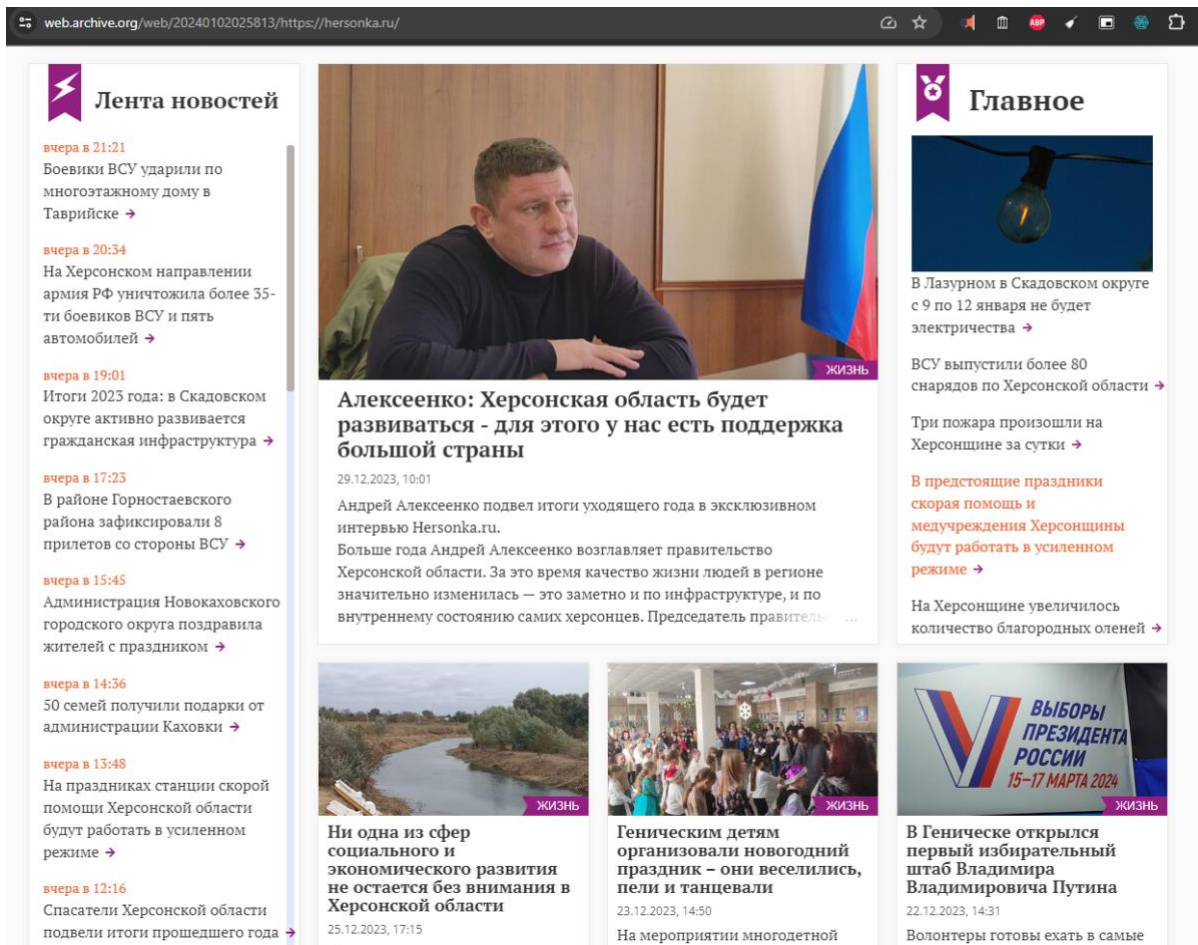 web.archive.org/web/20240102025813/https://hersonka.ru/
ABP
Лента новостей
вчера в 21:21
Боевики ВСУ ударили по
многоэтажному дому в
Таврийске →
вчера в 20:34
На Херсонском направлении
армия РФ уничтожила более 35-
ти боевиков ВСУ и пять
автомобилей →
вчера в 19:01
Итоги 2023 года: в Скадовском
округе активно развивается
гражданская инфраструктура →
вчера в 17:23
В районе Горностаевского
района зафиксировали 8
прилетов со стороны ВСУ →
вчера в 15:45
Администрация Новокаховского
городского округа поздравила
жителей с праздником →
вчера в 14:36
50 семей получили подарки от
администрации Каховки →
вчера в 13:48
На праздниках станции скорой
помощи Херсонской области
будут работать в усиленном
режиме →
вчера в 12:16
Спасатели Херсонской области
подвели итоги прошедшего года →
ЖИЗНЬ
Алексеенко: Херсонская область будет
развиваться - для этого у нас есть поддержка
большой страны
29.12.2023, 10:01
Андрей Алексеенко подвел итоги уходящего года в эксклюзивном
интервью Hersonka.ru.
Больше года Андрей Алексеенко возглавляет правительство
Херсонской области. За это время качество жизни людей в регионе
значительно изменилась — это заметно и по инфраструктуре, и по
внутреннему состоянию самих херсонцев. Председатель правитель ...
Главное
В Лазурном в Скадовском округе
с 9 по 12 января не будет
электричества →
ВСУ выпустили более 80
снарядов по Херсонской области →
Три пожара произошли на
Херсонщине за сутки →
В предстоящие праздники
скорая помощь и
медучреждения Херсонщины
будут работать в усиленном
режиме →
На Херсонщине увеличилось
количество благородных оленей →
ЖИЗНЬ
Ни одна из сфер
социального и
экономического развития
не остается без внимания в
Херсонской области
25.12.2023, 17:15
ЖИЗНЬ
Геническим детям
организовали новогодний
праздник – они веселились,
пели и танцевали
23.12.2023, 14:50
На мероприятии многодетной
ВЫБОРЫ
ПРЕЗИДЕНТА
РОССИИ
15–17 МАРТА 2024
ЖИЗНЬ
В Геническе открылся
первый избирательный
штаб Владимира
Владимировича Путина
22.12.2023, 14:31
Волонтеры готовы ехать в самые